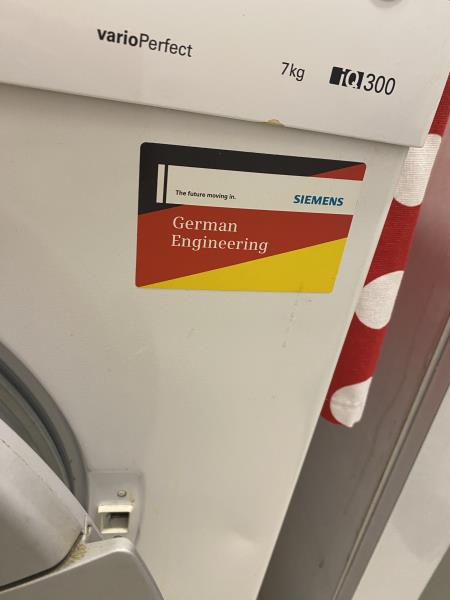 varioPerfect
7kg
iQ300
The future moving in.
SIEMENS
German
Engineering